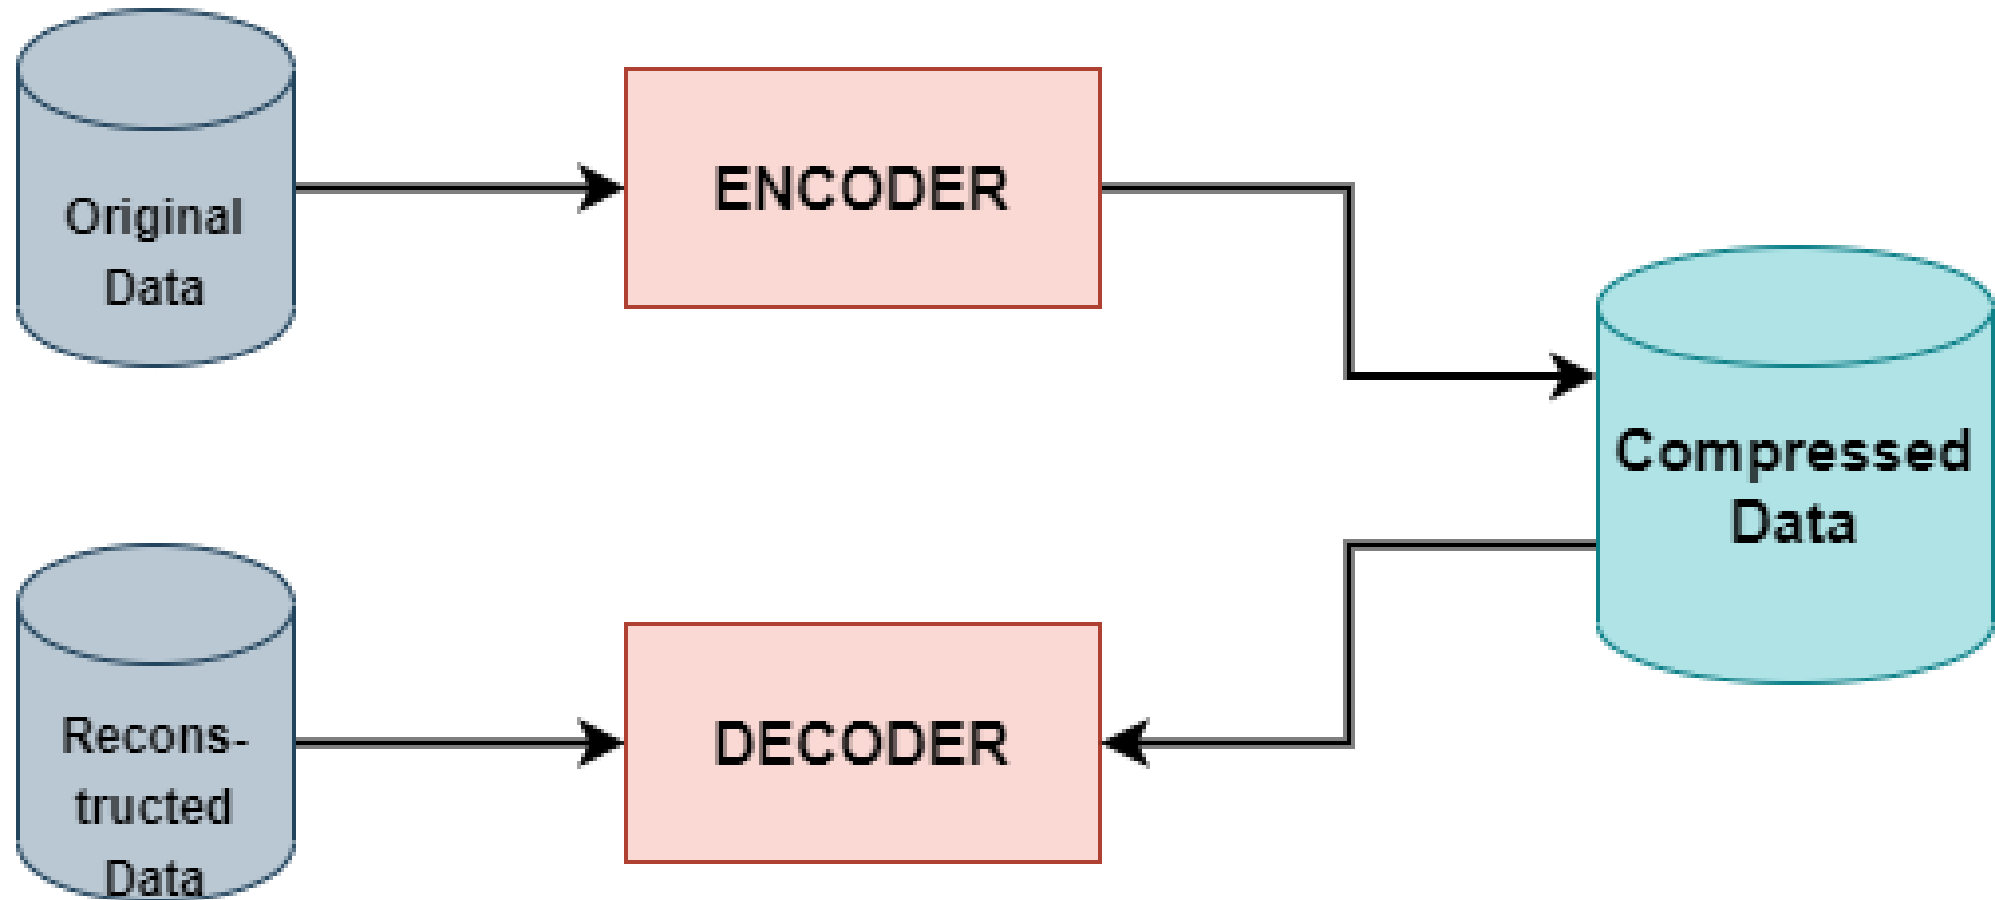 Original
Data
ENCODER
Compressed
Data
Recons-
tructed
Data
DECODER